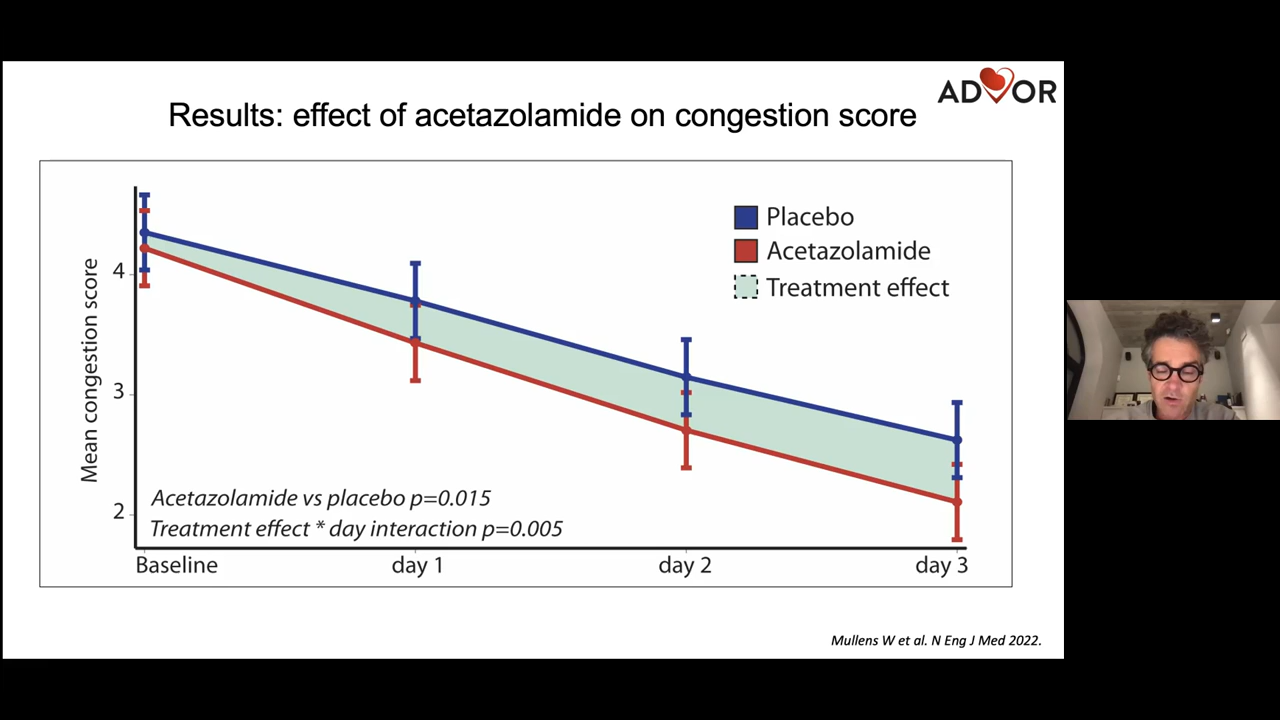 ADVOR
Results: effect of acetazolamide on congestion score
Placebo
Acetazolamide
Treatment effect
Mean congestion score
4
3
2
Acetazolamide vs placebo p=0.015
Treatment effect * day interaction p=0.005
Baseline day 1 day 2 day 3
Mullens W et al. N Eng J Med 2022.